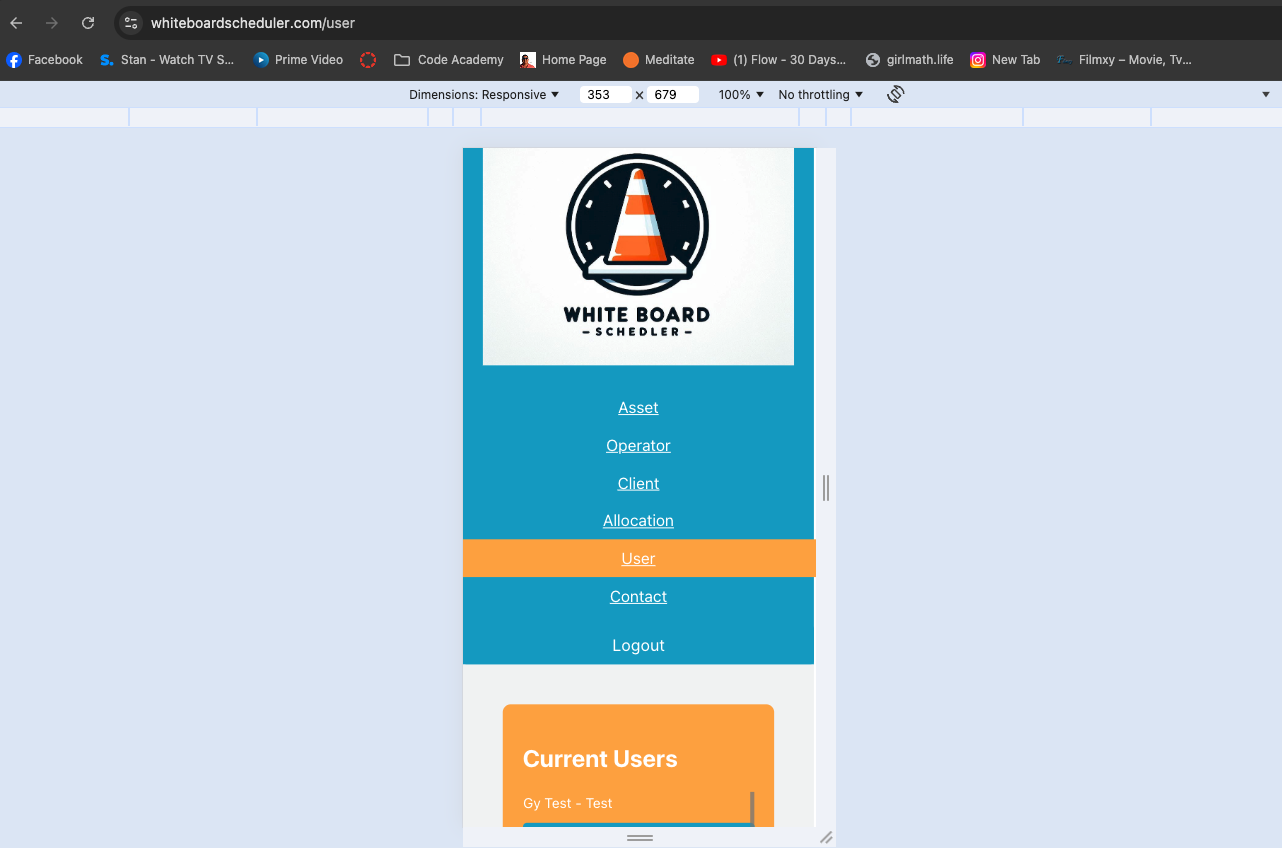 whiteboardscheduler.com/user
Facebook Stan - Watch TV S... Prime Video Code Academy Home Page Meditate (1) Flow - 30 Days... girlmath.life New Tab Filmxy – Movie, Tv...
Dimensions: Responsive 353 × 679 100% No throttling
WHITE BOARD
- SCHEDLER -
Asset
Operator
Client
Allocation
User
Contact
Logout
Current Users
Gy Test - Test